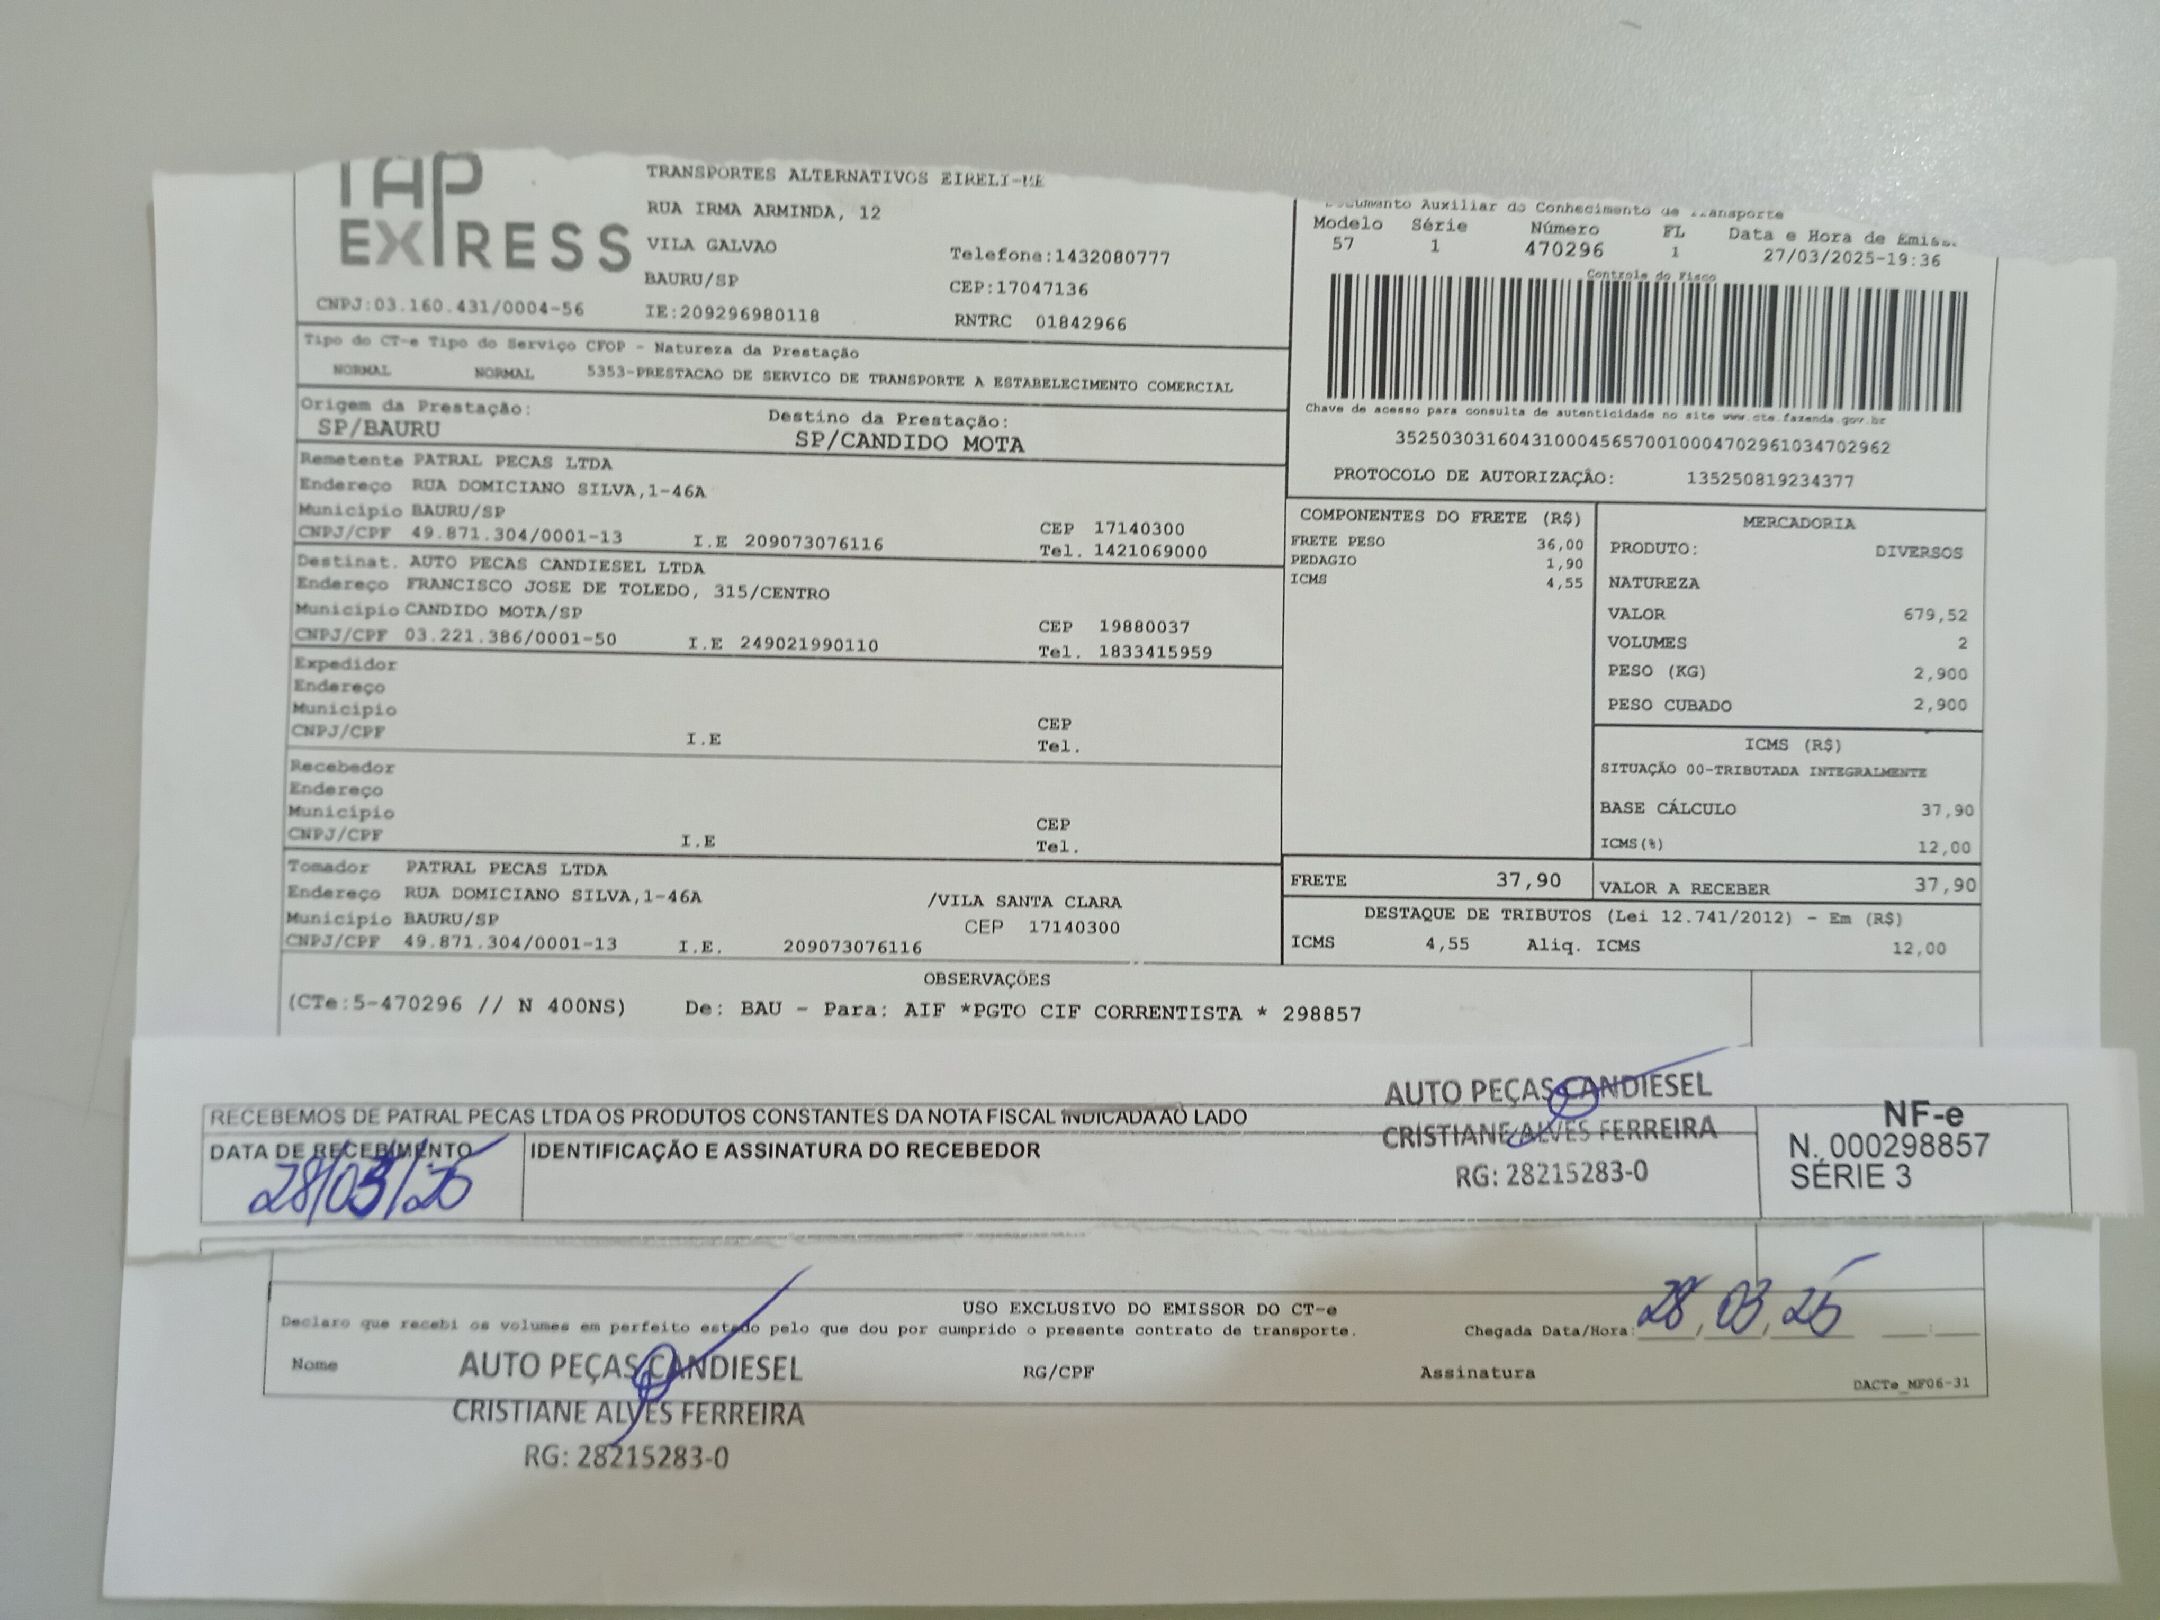 TAP
EXPRESS
CNPJ:03.160.431/0004-56
TRANSPORTES ALTERNATIVOS EIRELI-ME
RUA IRMA ARMINDA, 12
VILA GALVAO
BAURU/SP
IE:209296980118
Telefone:1432080777
CEP:17047136
RNTRC 01842966
Documento Auxiliar do Conhecimento de Transporte
Modelo Série Número FL Data e Hora de Emiss
57 1 470296 1 27/03/2025-19:36
Controle do Fisco
Chave de acesso para consulta de autenticidade no site www.cte.fazenda.gov.br
35250303160431000456570010004702961034702962
PROTOCOLO DE AUTORIZAÇÃO: 135250819234377
Tipo do CT-e Tipo do Serviço CFOP - Natureza da Prestação
NORMAL NORMAL 5353-PRESTACAO DE SERVICO DE TRANSPORTE A ESTABELECIMENTO COMERCIAL
Origem da Prestação: Destino da Prestação:
SP/BAURU SP/CANDIDO MOTA
Remetente PATRAL PECAS LTDA
Endereço RUA DOMICIANO SILVA,1-46A
Município BAURU/SP CEP 17140300
CNPJ/CPF 49.871.304/0001-13 I.E 209073076116 Tel. 1421069000
Destinat. AUTO PECAS CANDIESEL LTDA
Endereço FRANCISCO JOSE DE TOLEDO, 315/CENTRO
Município CANDIDO MOTA/SP CEP 19880037
CNPJ/CPF 03.221.386/0001-50 I.E 249021990110 Tel. 1833415959
Expedidor
Endereço
Município CEP
CNPJ/CPF I.E Tel.
Recebedor
Endereço
Município CEP
CNPJ/CPF I.E Tel.
Tomador PATRAL PECAS LTDA
Endereço RUA DOMICIANO SILVA,1-46A /VILA SANTA CLARA
Município BAURU/SP CEP 17140300
CNPJ/CPF 49.871.304/0001-13 I.E. 209073076116
COMPONENTES DO FRETE (R$)
FRETE PESO 36,00
PEDAGIO 1,90
ICMS 4,55
MERCADORIA
PRODUTO: DIVERSOS
NATUREZA
VALOR 679,52
VOLUMES 2
PESO (KG) 2,900
PESO CUBADO 2,900
ICMS (R$)
SITUAÇÃO 00-TRIBUTADA INTEGRALMENTE
BASE CÁLCULO 37,90
ICMS(%) 12,00
FRETE 37,90 VALOR A RECEBER 37,90
DESTAQUE DE TRIBUTOS (Lei 12.741/2012) - Em (R$)
ICMS 4,55 Aliq. ICMS 12,00
OBSERVAÇÕES
(CTe:5-470296 // N 400NS) De: BAU - Para: AIF *PGTO CIF CORRENTISTA * 298857
RECEBEMOS DE PATRAL PECAS LTDA OS PRODUTOS CONSTANTES DA NOTA FISCAL INDICADA AO LADO
DATA DE RECEBIMENTO IDENTIFICAÇÃO E ASSINATURA DO RECEBEDOR
28/03/25
AUTO PEÇAS CANDIESEL
CRISTIANE ALVES FERREIRA
RG: 28215283-0
NF-e
N. 000298857
SÉRIE 3
USO EXCLUSIVO DO EMISSOR DO CT-e
Declaro que recebi os volumes em perfeito estado pelo que dou por cumprido o presente contrato de transporte. Chegada Data/Hora: 28,03,25
Nome RG/CPF Assinatura
AUTO PEÇAS CANDIESEL
CRISTIANE ALVES FERREIRA
RG: 28215283-0
DACTe_MF06-31